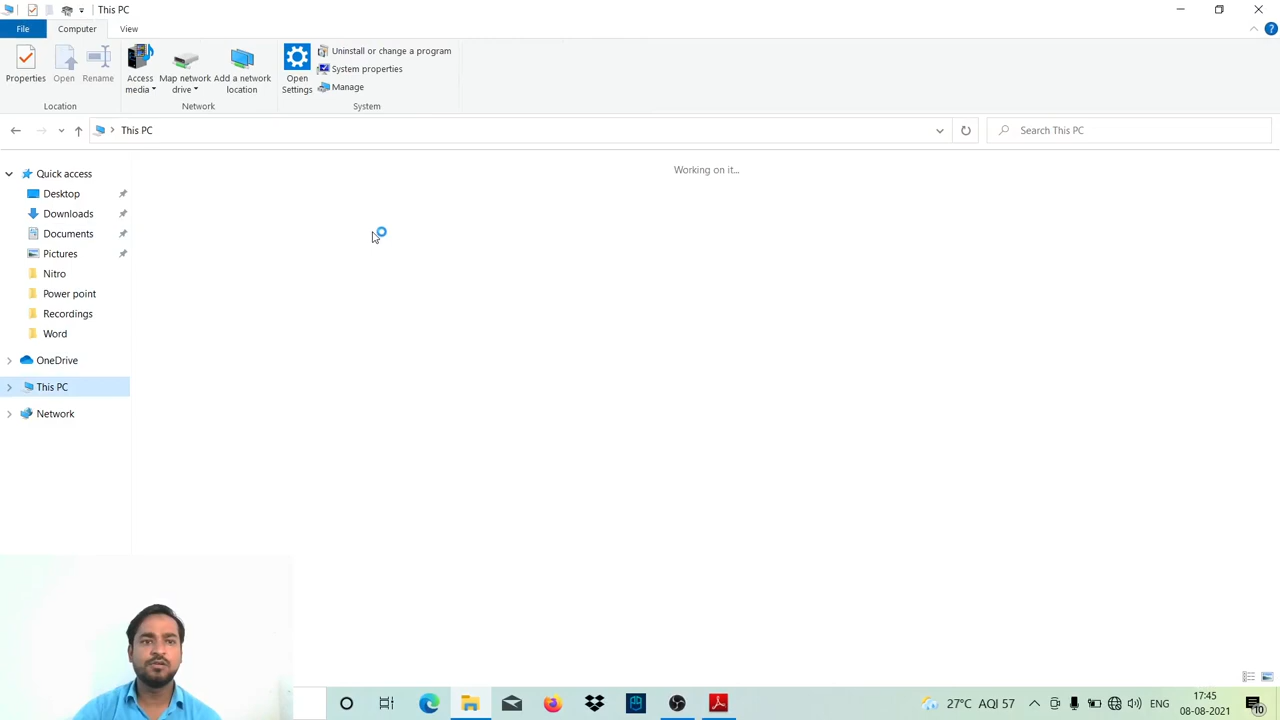 This PC
File
Computer
View
Properties
Open
Rename
Access media
Map network drive
Add a network location
Open Settings
Uninstall or change a program
System properties
Manage
Location
Network
System
This PC
Search This PC
Working on it...
Quick access
Desktop
Downloads
Documents
Pictures
Nitro
Power point
Recordings
Word
OneDrive
This PC
Network
27°C AQI 57
ENG
17:45
08-08-2021
10